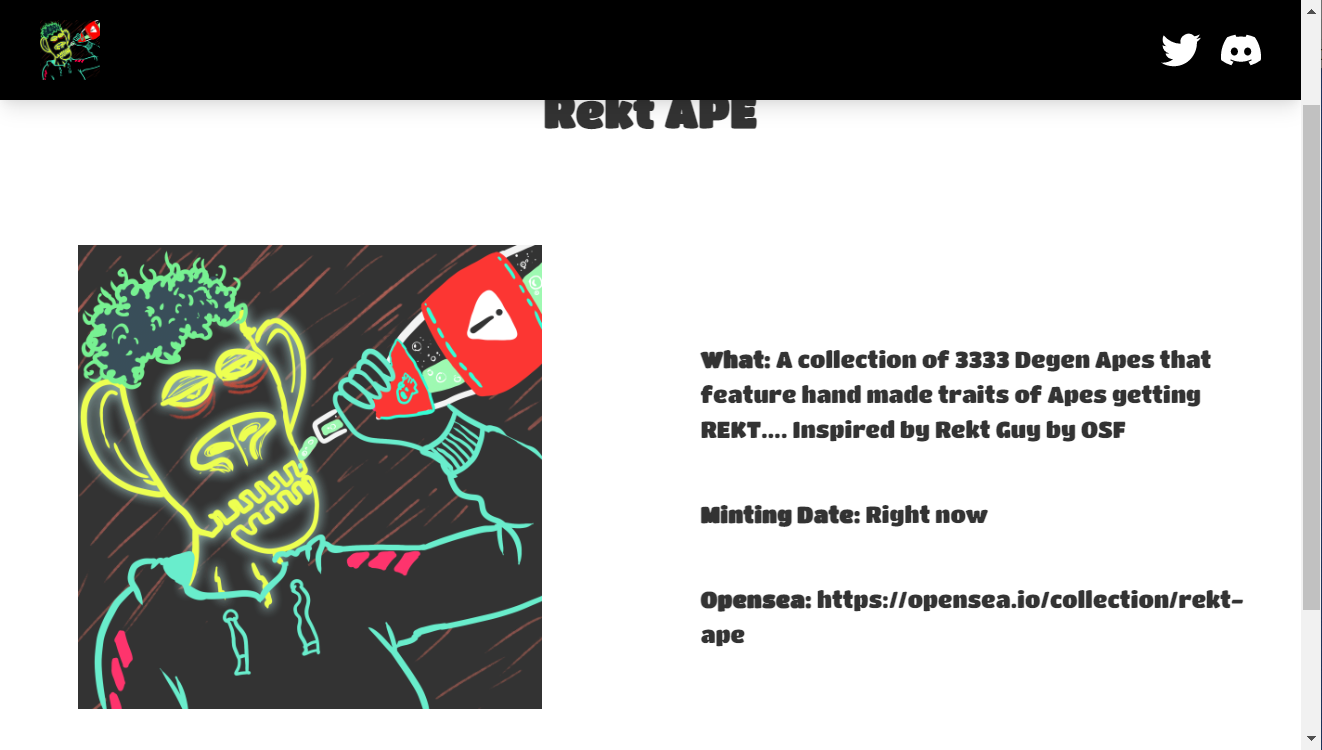 Rekt APE
What: A collection of 3333 Degen Apes that
feature hand made traits of Apes getting
REKT.... Inspired by Rekt Guy by OSF
Minting Date: Right now
Opensea: https://opensea.io/collection/rekt-
ape